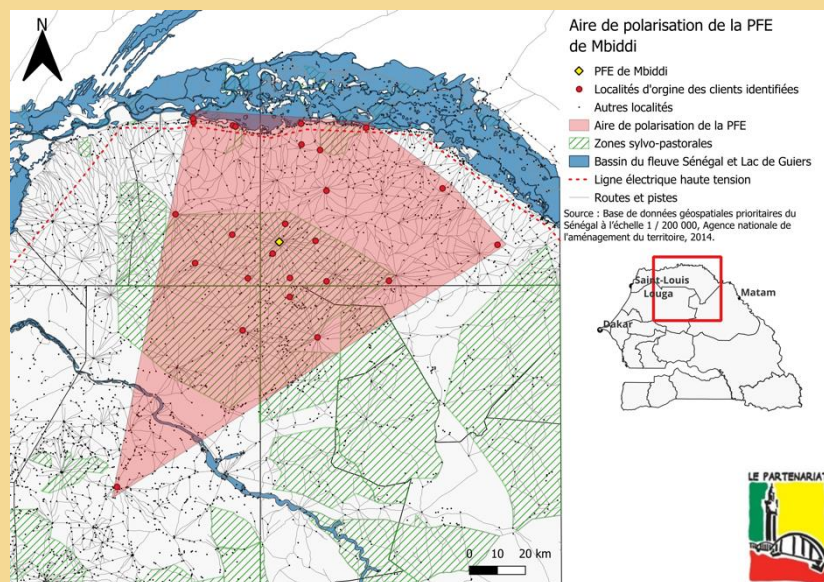 N
Aire de polarisation de la PFE
de Mbiddi
PFE de Mbiddi
Localités d'orgine des clients identifiées
Autres localités
Aire de polarisation de la PFE
Zones sylvo-pastorales
Bassin du fleuve Sénégal et Lac de Guiers
Ligne électrique haute tension
Routes et pistes
Source : Base de données géospatiales prioritaires du
Sénégal à l'échelle 1 / 200 000, Agence nationale de
l'aménagement du territoire, 2014.
Saint-Louis
Louga
Matam
Dakar
LE PARTENARIAT
0 10 20 km